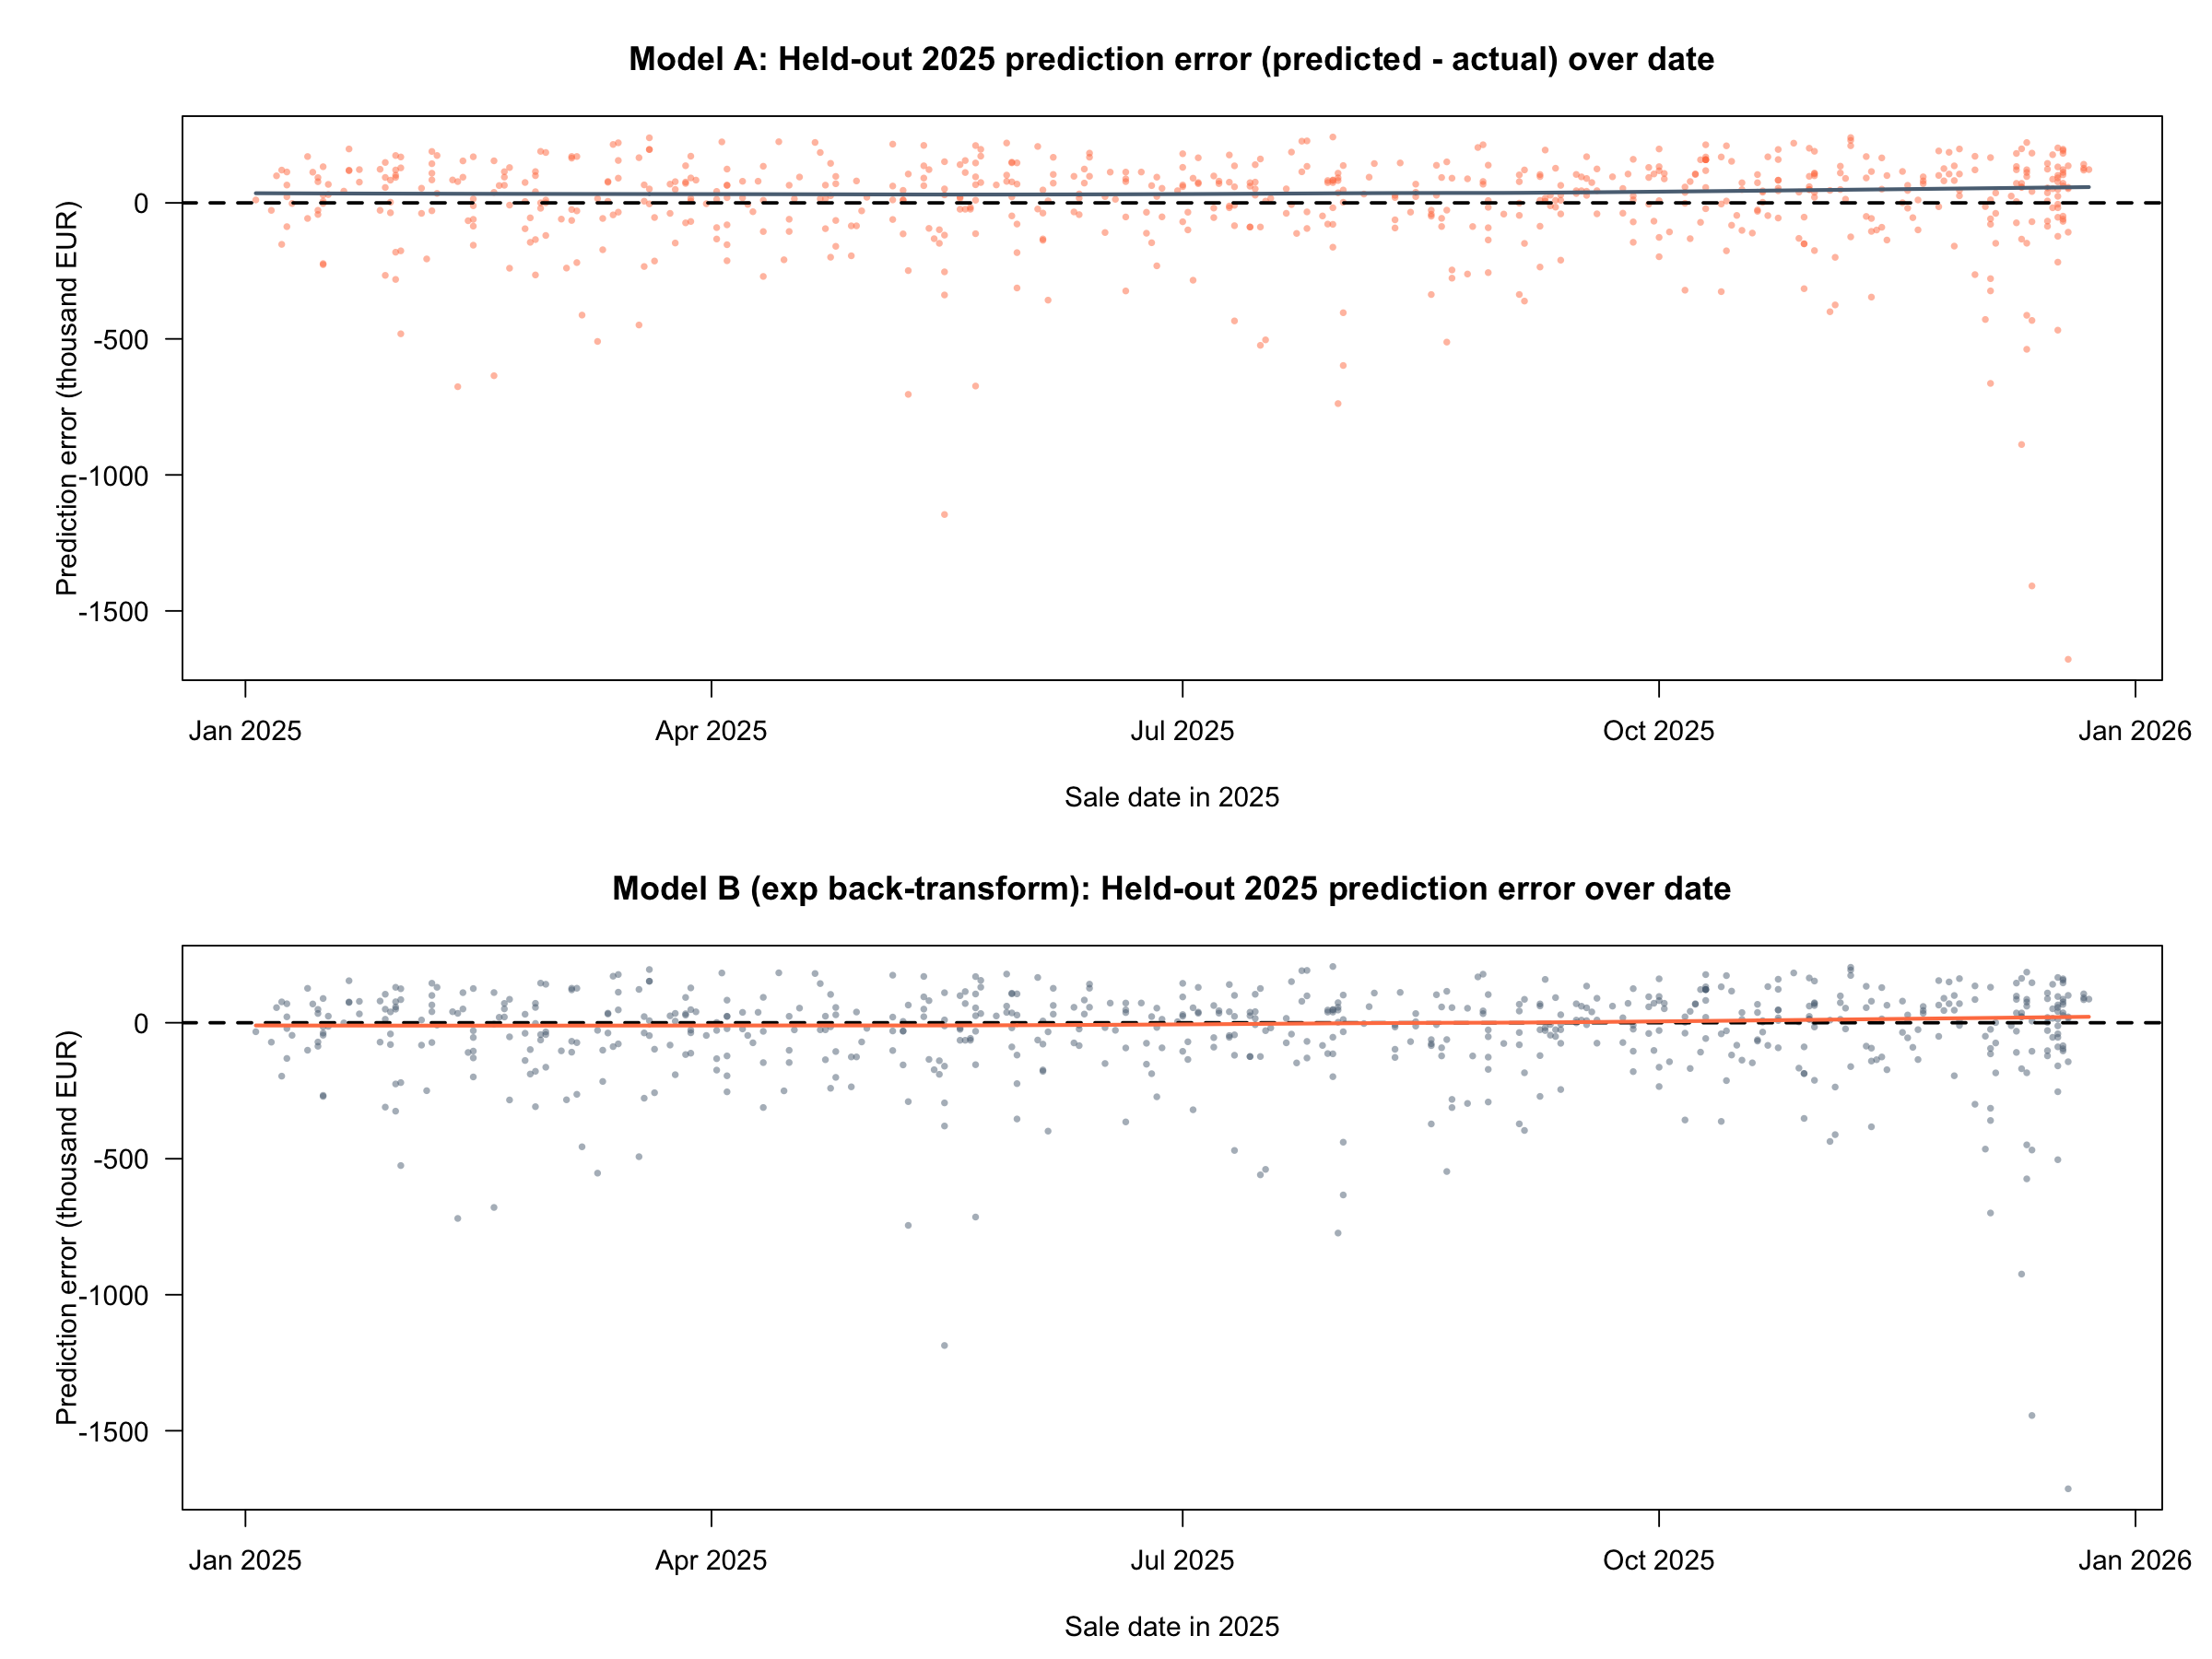 Model A: Held-out 2025 prediction error (predicted - actual) over date
Prediction error (thousand EUR)
0
-500
-1000
-1500
Jan 2025
Apr 2025
Jul 2025
Oct 2025
Jan 2026
Sale date in 2025
Model B (exp back-transform): Held-out 2025 prediction error over date
Prediction error (thousand EUR)
0
-500
-1000
-1500
Jan 2025
Apr 2025
Jul 2025
Oct 2025
Jan 2026
Sale date in 2025